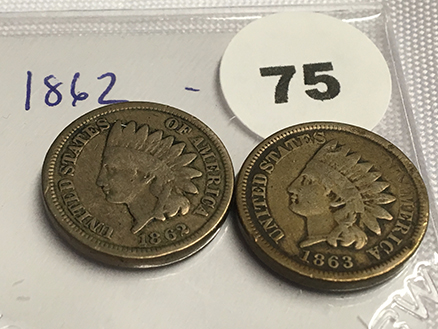 1862 -
75
UNITED STATES OF AMERICA
1862
UNITED STATES AMERICA
1863